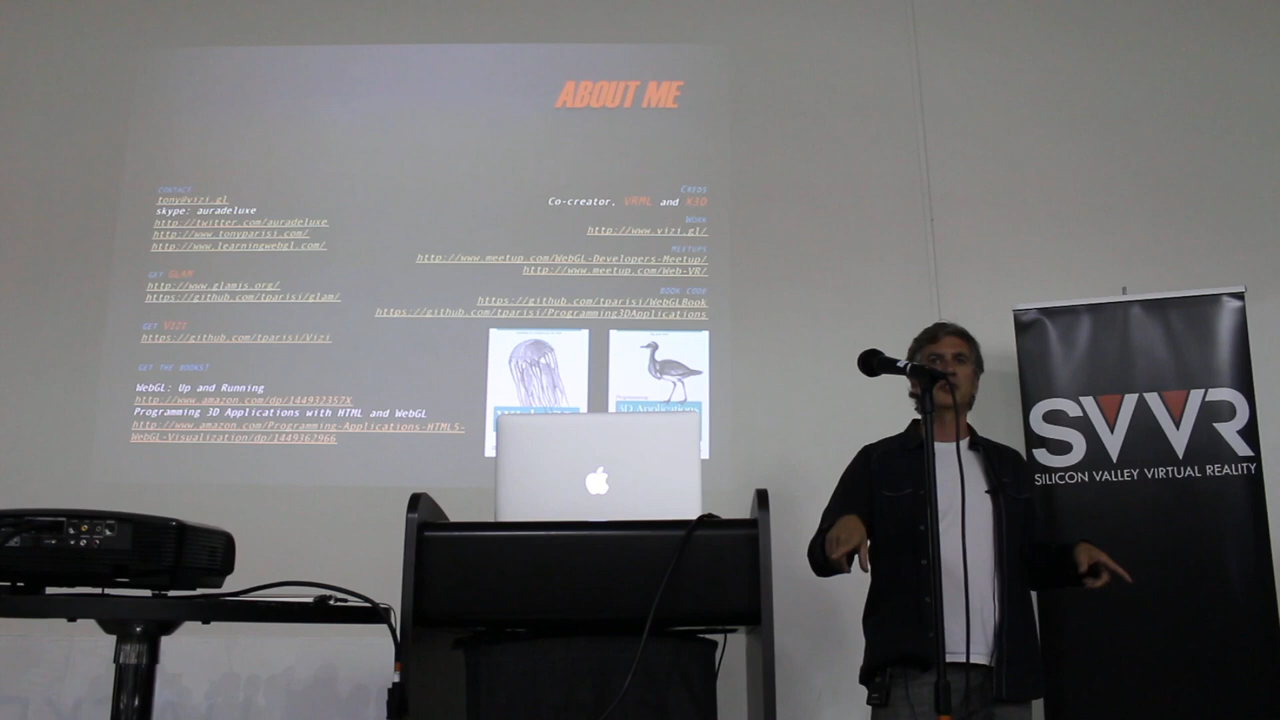 ABOUT ME
CONTACT
tony@vizi.gl
skype: auradeluxe
http://twitter.com/auradeluxe
http://www.tonyparisi.com/
http://www.learningwebgl.com/
GET GLAM
http://www.glamjs.org/
https://github.com/tparisi/glam/
GET VIZI
https://github.com/tparisi/Vizi
GET THE BOOKS!
WebGL: Up and Running
http://www.amazon.com/dp/144932357X
Programming 3D Applications with HTML and WebGL
http://www.amazon.com/Programming-Applications-HTML5-
WebGL-Visualization/dp/1449362966
CREDS
Co-creator, VRML and X3D
WORK
http://www.vizi.gl/
MEETUPS
http://www.meetup.com/WebGL-Developers-Meetup/
http://www.meetup.com/Web-VR/
BOOK CODE
https://github.com/tparisi/WebGLBook
https://github.com/tparisi/Programming3DApplications
Programming
3D Applications
SVVR
SILICON VALLEY VIRTUAL REALITY